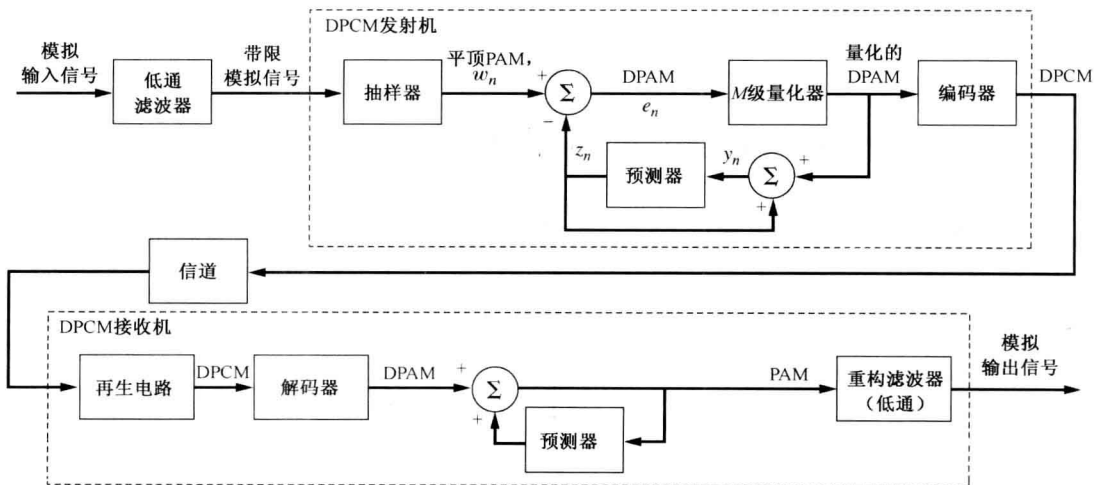 DPCM发射机
模拟
输入信号
低通
滤波器
带限
模拟信号
抽样器
平顶PAM,
wₙ
+
Σ
−
DPAM
eₙ
M级量化器
量化的
DPAM
编码器
DPCM
zₙ
预测器
yₙ
Σ
+
+
信道
DPCM接收机
再生电路
DPCM
解码器
DPAM
+
Σ
+
预测器
PAM
重构滤波器
(低通)
模拟
输出信号